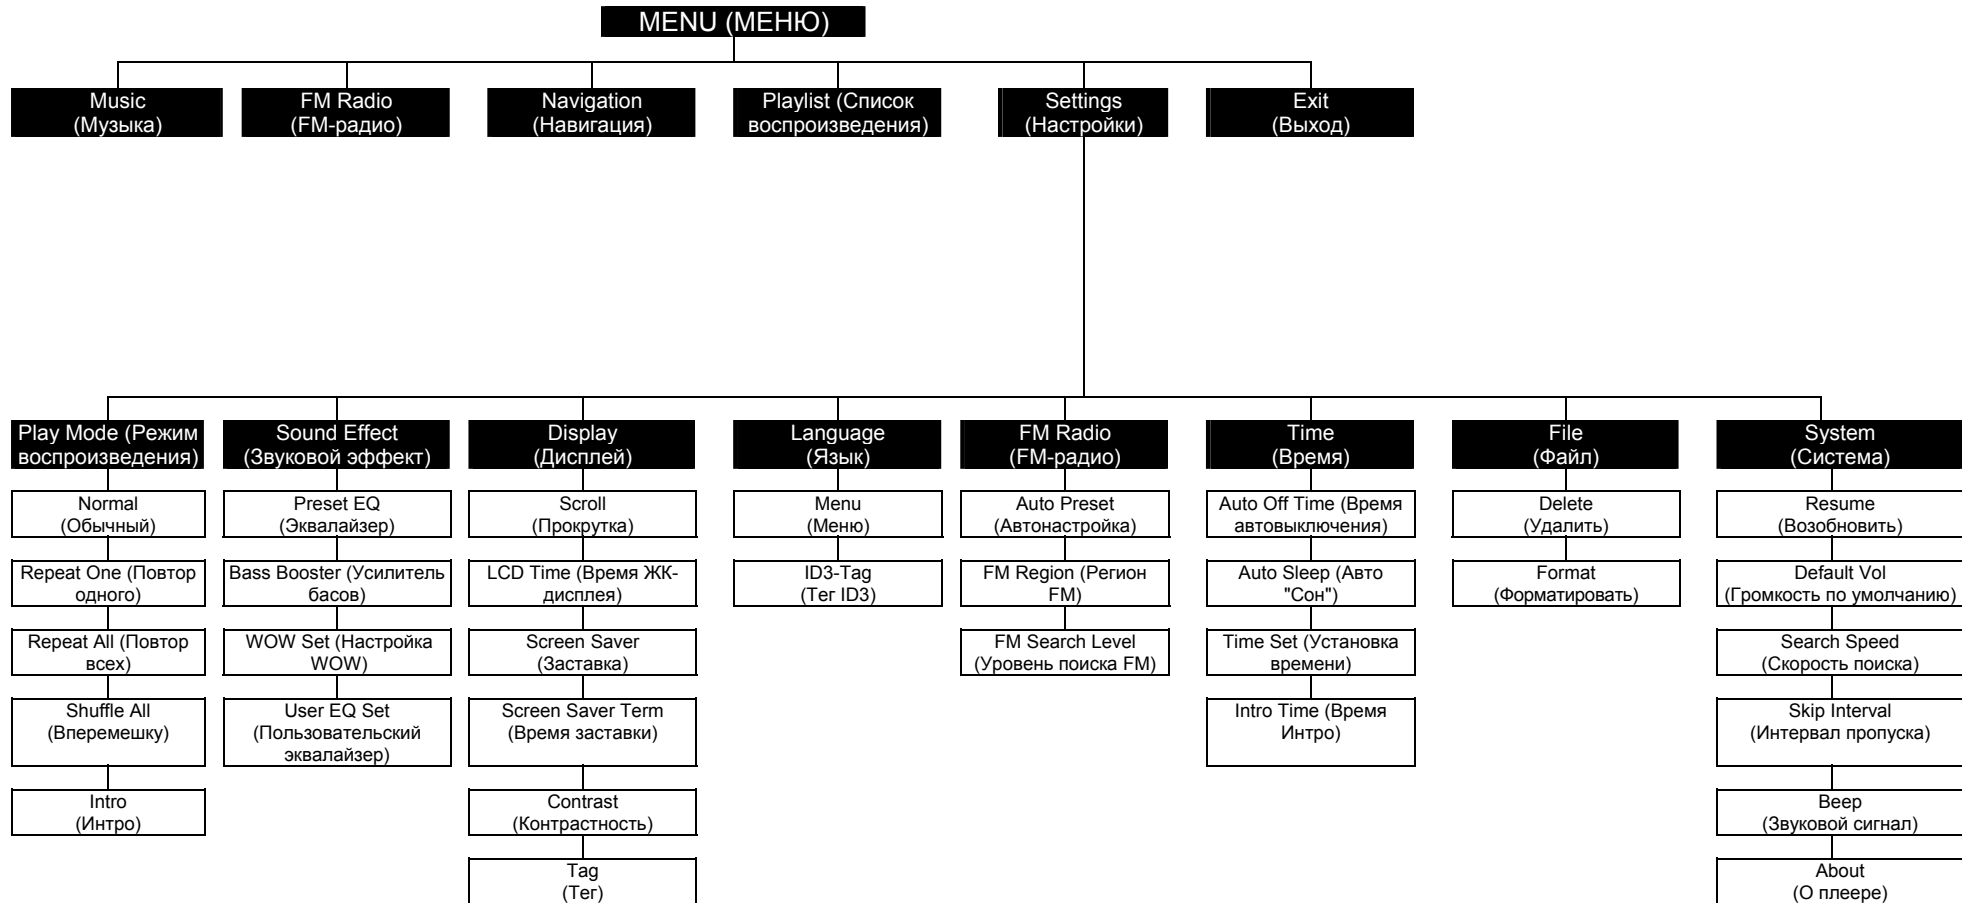 MENU (МЕНЮ)
Music
(Музыка)
FM Radio
(FM-радио)
Navigation
(Навигация)
Playlist (Список
воспроизведения)
Settings
(Настройки)
Exit
(Выход)
Play Mode (Режим
воспроизведения)
Normal
(Обычный)
Repeat One (Повтор
одного)
Repeat All (Повтор
всех)
Shuffle All
(Вперемешку)
Intro
(Интро)
Sound Effect
(Звуковой эффект)
Preset EQ
(Эквалайзер)
Bass Booster (Усилитель
басов)
WOW Set (Настройка
WOW)
User EQ Set
(Пользовательский
эквалайзер)
Display
(Дисплей)
Scroll
(Прокрутка)
LCD Time (Время ЖК-
дисплея)
Screen Saver
(Заставка)
Screen Saver Term
(Время заставки)
Contrast
(Контрастность)
Tag
(Тег)
Language
(Язык)
Menu
(Меню)
ID3-Tag
(Тег ID3)
FM Radio
(FM-радио)
Auto Preset
(Автонастройка)
FM Region (Регион
FM)
FM Search Level
(Уровень поиска FM)
Time
(Время)
Auto Off Time (Время
автовыключения)
Auto Sleep (Авто
"Сон")
Time Set (Установка
времени)
Intro Time (Время
Интро)
File
(Файл)
Delete
(Удалить)
Format
(Форматировать)
System
(Система)
Resume
(Возобновить)
Default Vol
(Громкость по умолчанию)
Search Speed
(Скорость поиска)
Skip Interval
(Интервал пропуска)
Beep
(Звуковой сигнал)
About
(О плеере)